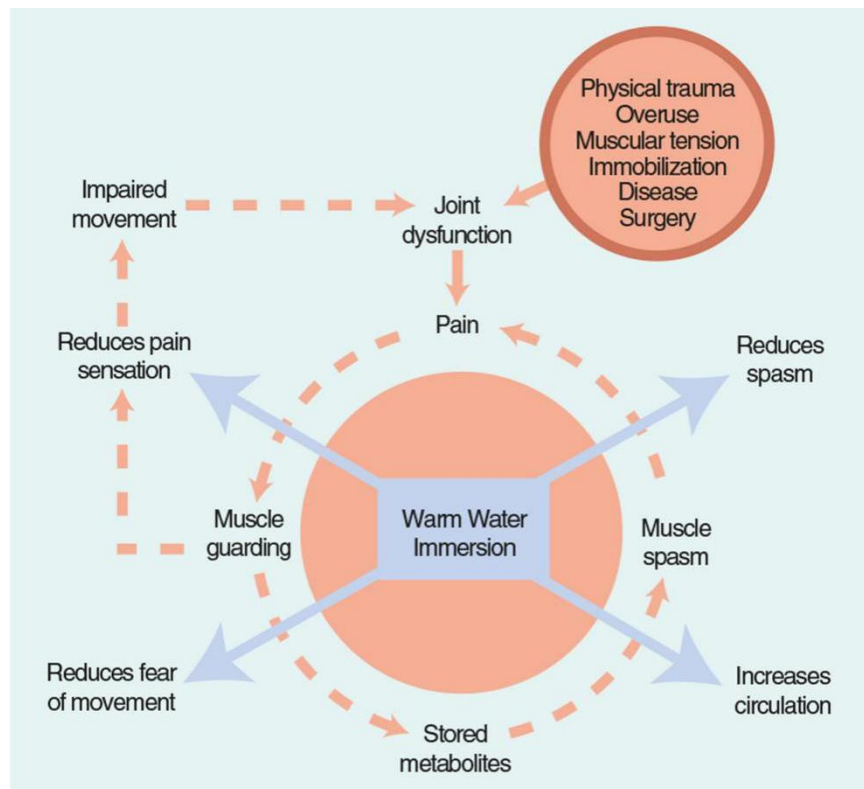 Physical trauma
Overuse
Muscular tension
Immobilization
Disease
Surgery
Impaired
movement
Joint
dysfunction
Pain
Reduces pain
sensation
Reduces
spasm
Muscle
guarding
Warm Water
Immersion
Muscle
spasm
Reduces fear
of movement
Increases
circulation
Stored
metabolites